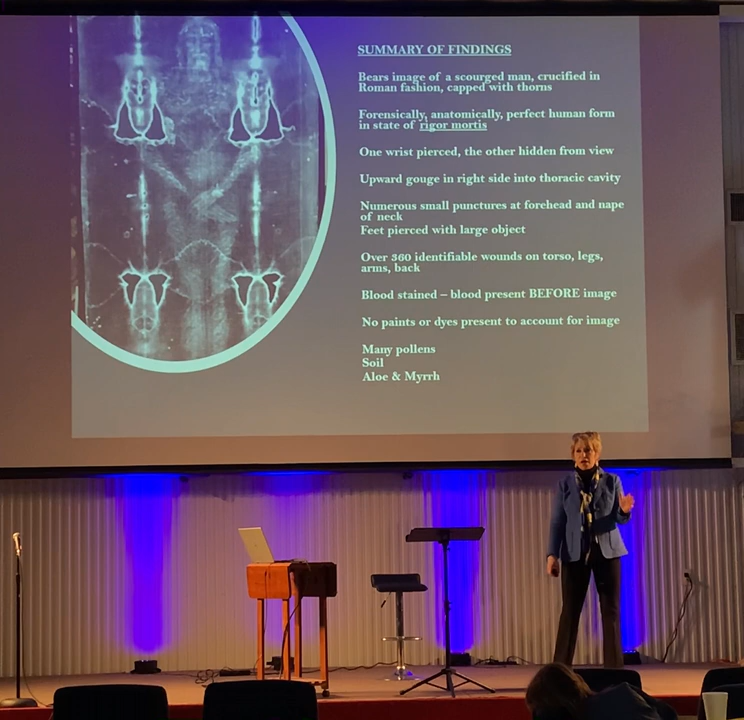 SUMMARY OF FINDINGS
Bears image of a scourged man, crucified in
Roman fashion, capped with thorns
Forensically, anatomically, perfect human form
in state of rigor mortis
One wrist pierced, the other hidden from view
Upward gouge in right side into thoracic cavity
Numerous small punctures at forehead and nape
of neck
Feet pierced with large object
Over 360 identifiable wounds on torso, legs,
arms, back
Blood stained – blood present BEFORE image
No paints or dyes present to account for image
Many pollens
Soil
Aloe & Myrrh